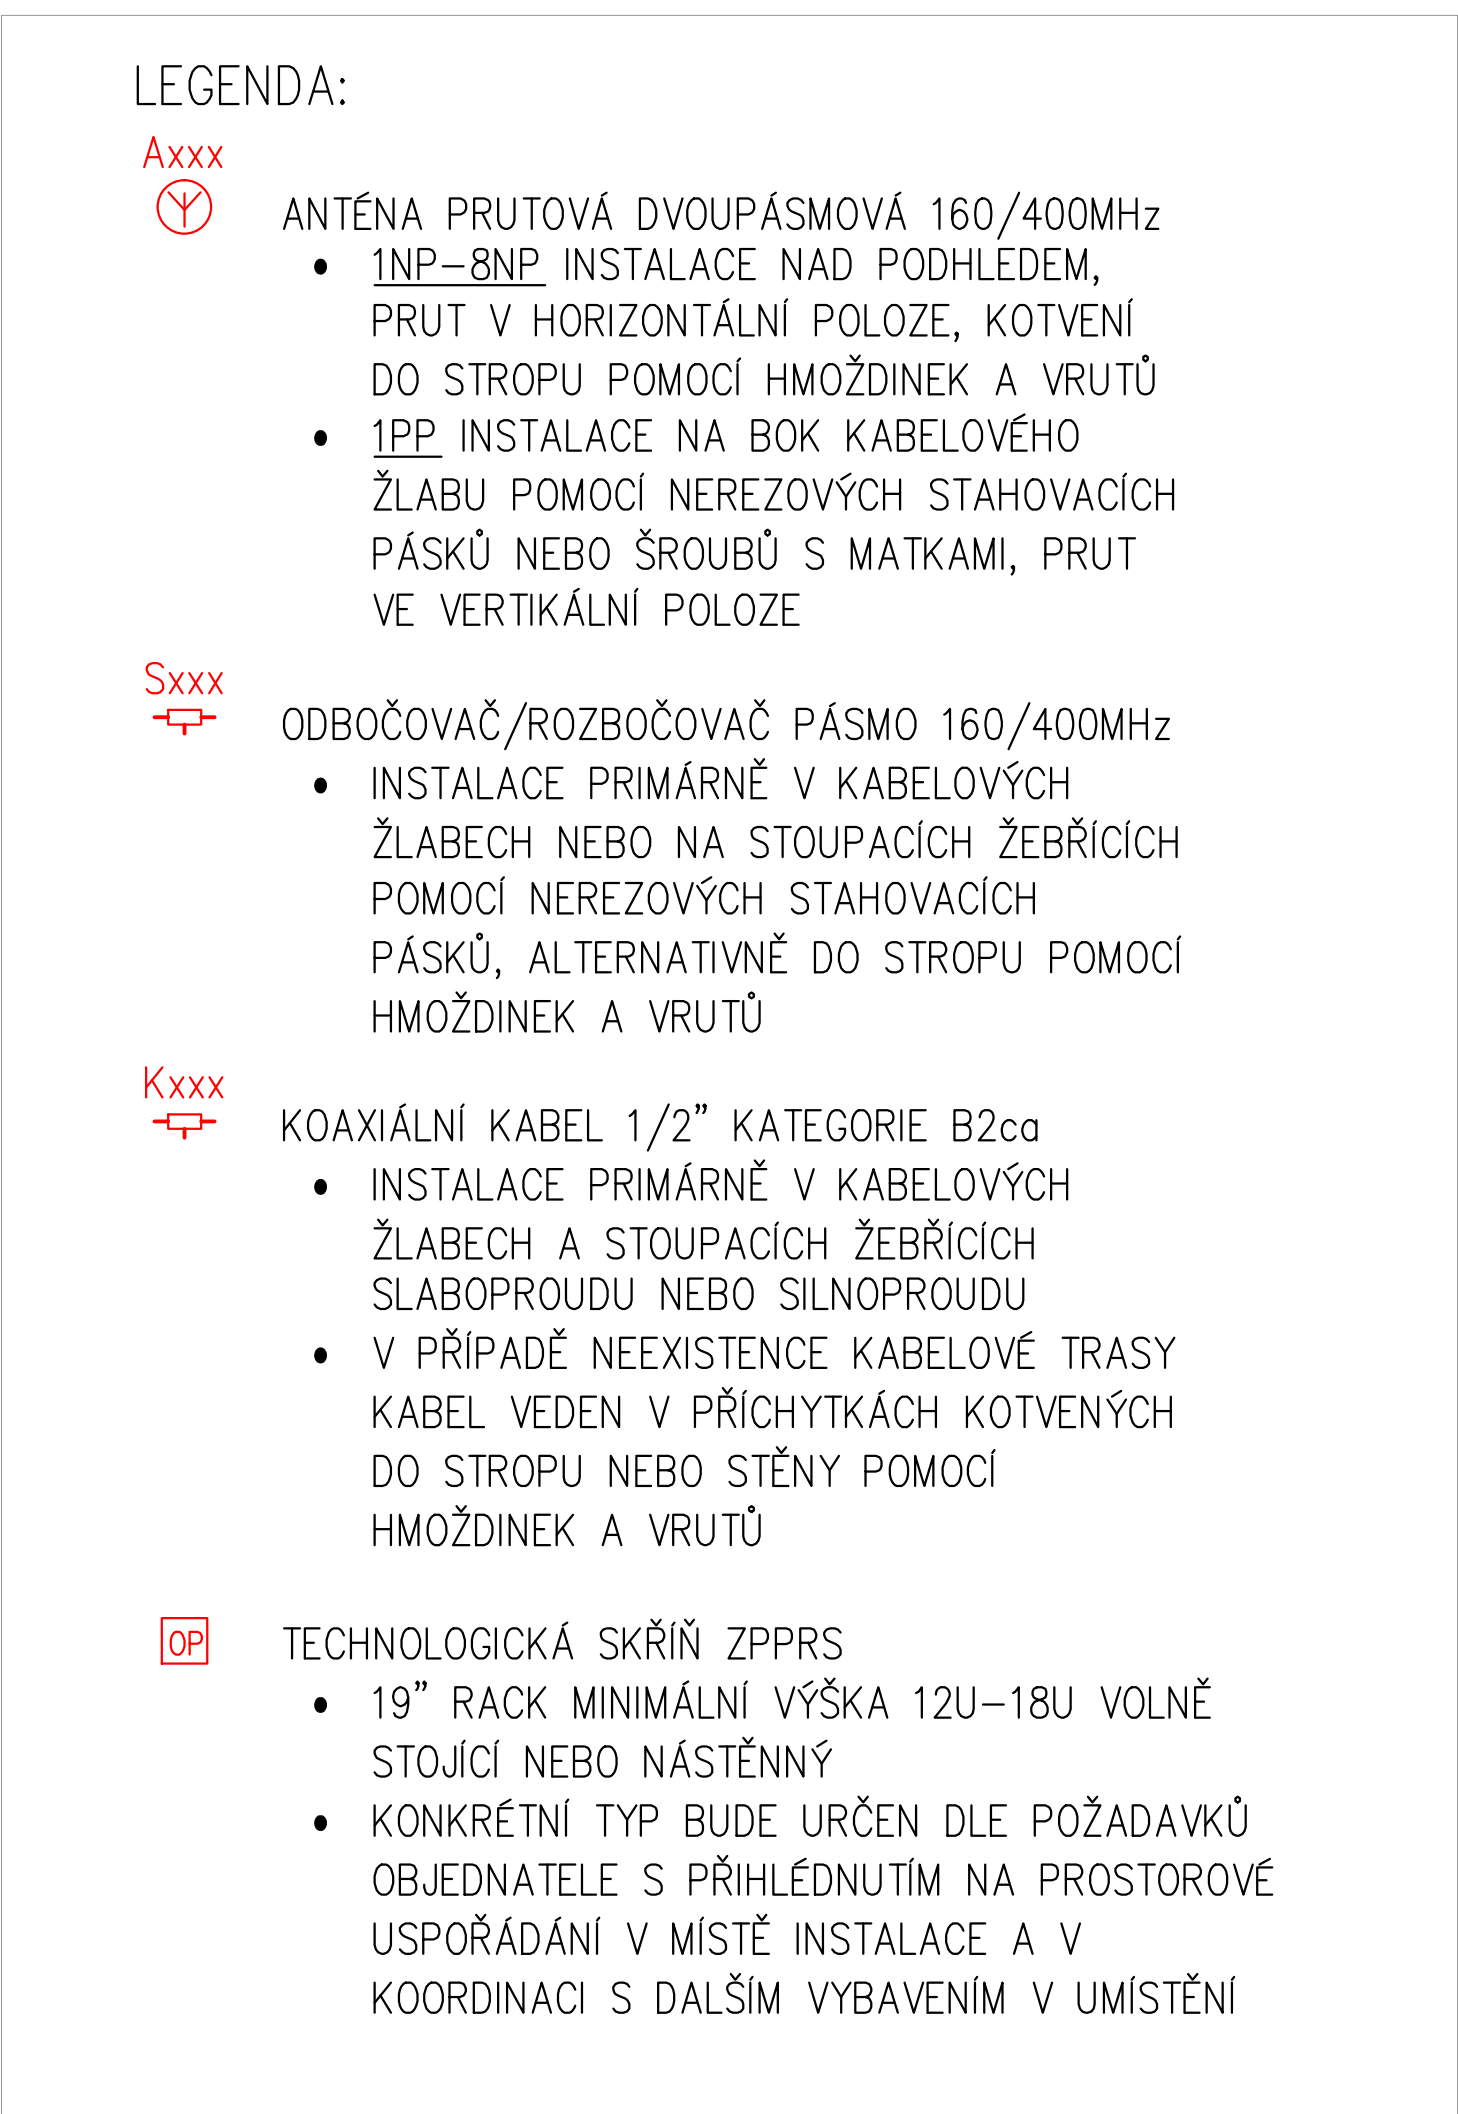 LEGENDA:
Axxx
ANTÉNA PRUTOVÁ DVOUPÁSMOVÁ 160/400MHz
• 1NP–8NP INSTALACE NAD PODHLEDEM,
PRUT V HORIZONTÁLNÍ POLOZE, KOTVENÍ
DO STROPU POMOCÍ HMOŽDINEK A VRUTŮ
• 1PP INSTALACE NA BOK KABELOVÉHO
ŽLABU POMOCÍ NEREZOVÝCH STAHOVACÍCH
PÁSKŮ NEBO ŠROUBŮ S MATKAMI, PRUT
VE VERTIKÁLNÍ POLOZE
Sxxx
ODBOČOVAČ/ROZBOČOVAČ PÁSMO 160/400MHz
• INSTALACE PRIMÁRNĚ V KABELOVÝCH
ŽLABECH NEBO NA STOUPACÍCH ŽEBŘÍCÍCH
POMOCÍ NEREZOVÝCH STAHOVACÍCH
PÁSKŮ, ALTERNATIVNĚ DO STROPU POMOCÍ
HMOŽDINEK A VRUTŮ
Kxxx
KOAXIÁLNÍ KABEL 1/2” KATEGORIE B2ca
• INSTALACE PRIMÁRNĚ V KABELOVÝCH
ŽLABECH A STOUPACÍCH ŽEBŘÍCÍCH
SLABOPROUDU NEBO SILNOPROUDU
• V PŘÍPADĚ NEEXISTENCE KABELOVÉ TRASY
KABEL VEDEN V PŘÍCHYTKÁCH KOTVENÝCH
DO STROPU NEBO STĚNY POMOCÍ
HMOŽDINEK A VRUTŮ
OP
TECHNOLOGICKÁ SKŘÍŇ ZPPRS
• 19” RACK MINIMÁLNÍ VÝŠKA 12U–18U VOLNĚ
STOJÍCÍ NEBO NÁSTĚNNÝ
• KONKRÉTNÍ TYP BUDE URČEN DLE POŽADAVKŮ
OBJEDNATELE S PŘIHLÉDNUTÍM NA PROSTOROVÉ
USPOŘÁDÁNÍ V MÍSTĚ INSTALACE A V
KOORDINACI S DALŠÍM VYBAVENÍM V UMÍSTĚNÍ